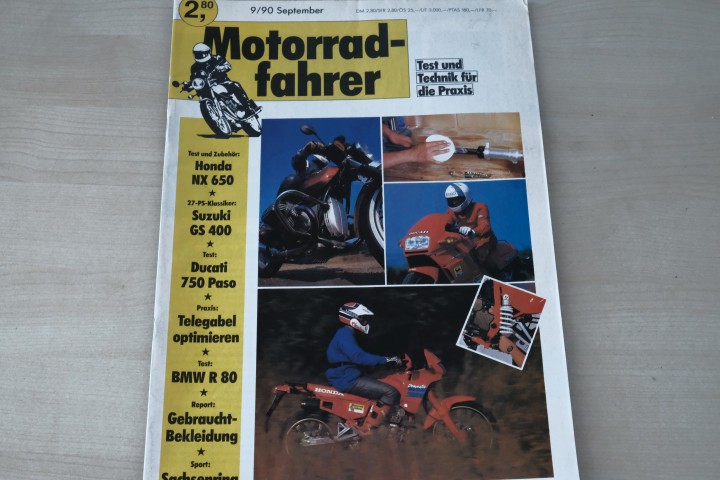 2,80
9/90 September
Motorrad-
fahrer
Test und
Technik für
die Praxis
Test und Zubehör:
Honda
NX 650
★
27-PS-Klassiker:
Suzuki
GS 400
★
Test:
Ducati
750 Paso
★
Praxis:
Telegabel
optimieren
★
Test:
BMW R 80
★
Report:
Gebraucht-
Bekleidung
★
Sport:
Sachsenring
HONDA
Dominator